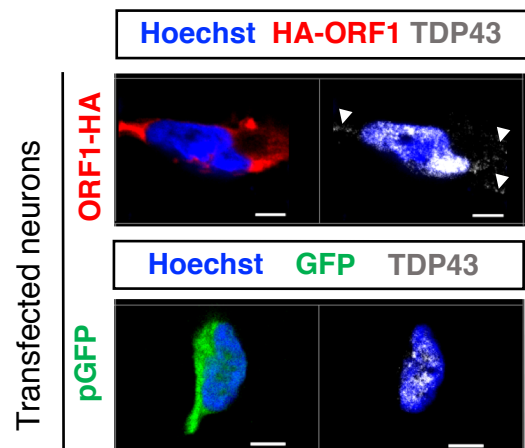 Hoechst HA-ORF1 TDP43
Transfected neurons
ORF1-HA
Hoechst GFP TDP43
pGFP